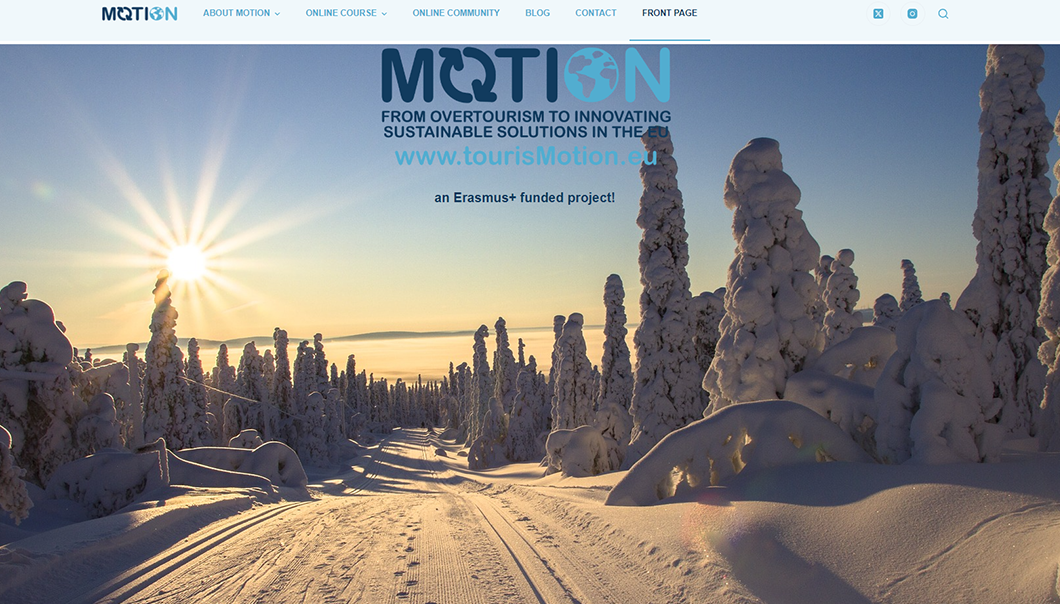 MOTION
ABOUT MOTION
ONLINE COURSE
ONLINE COMMUNITY
BLOG
CONTACT
FRONT PAGE
MOTION
FROM OVERTOURISM TO INNOVATING
SUSTAINABLE SOLUTIONS IN THE EU
www.tourisMotion.eu
an Erasmus+ funded project!